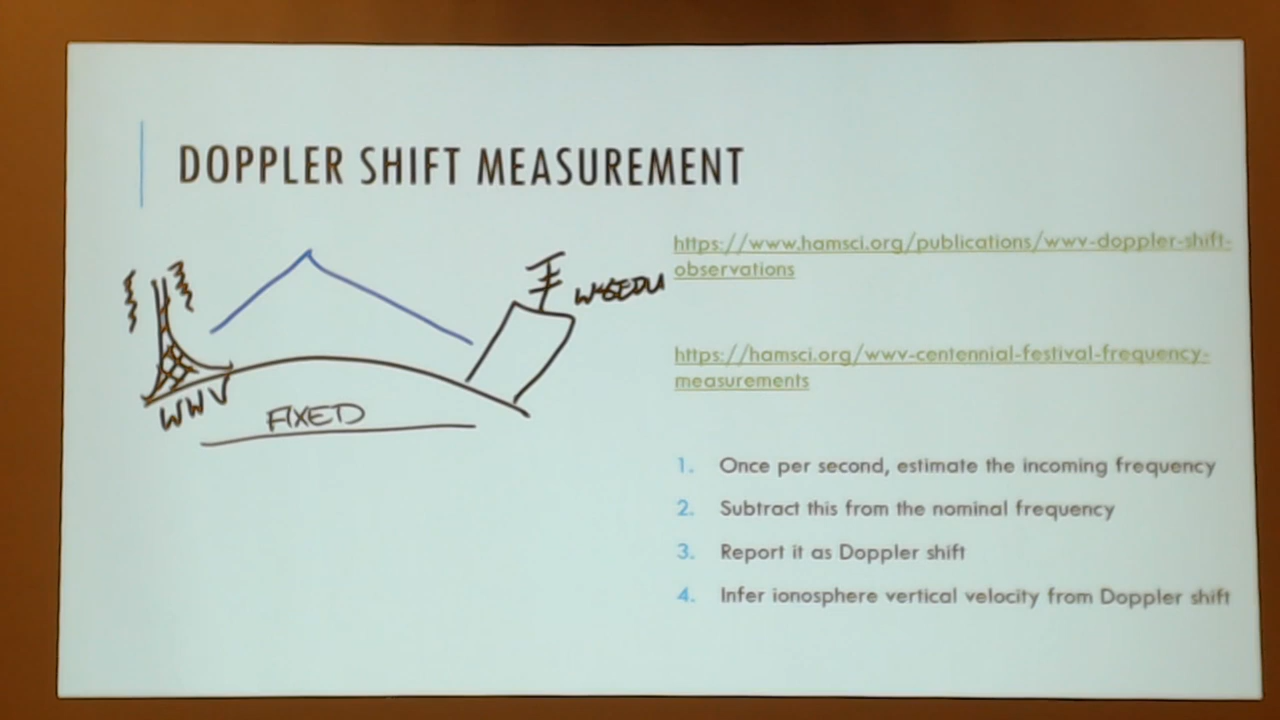 DOPPLER SHIFT MEASUREMENT
https://www.hamsci.org/publications/wwv-doppler-shift-
observations
WWV
FIXED
https://hamsci.org/wwv-centennial-festival-frequency-
measurements
1. Once per second, estimate the incoming frequency
2. Subtract this from the nominal frequency
3. Report it as Doppler shift
4. Infer ionosphere vertical velocity from Doppler shift